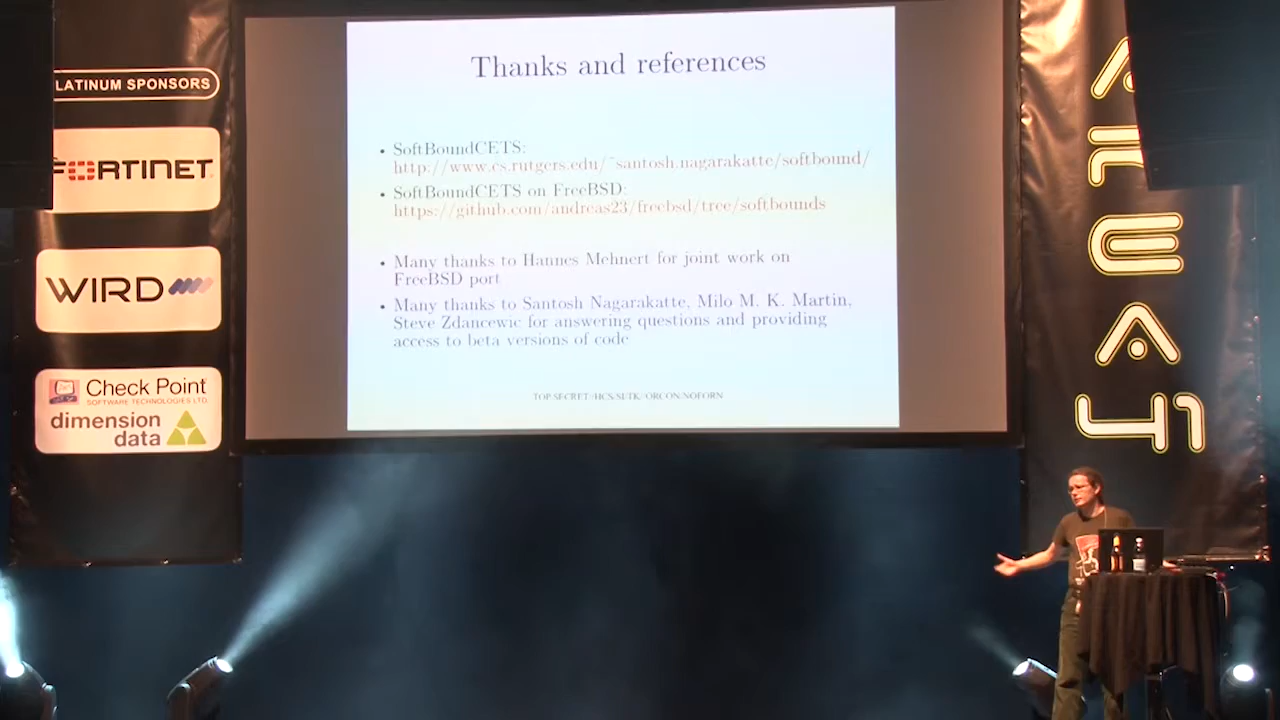 LATINUM SPONSORS
FORTINET
WIRD
Check Point
SOFTWARE TECHNOLOGIES LTD.
dimension
data
Thanks and references
• SoftBoundCETS:
http://www.cs.rutgers.edu/~santosh.nagarakatte/softbound/
• SoftBoundCETS on FreeBSD:
https://github.com/andreas23/freebsd/tree/softbounds
• Many thanks to Hannes Mehnert for joint work on
FreeBSD port
• Many thanks to Santosh Nagarakatte, Milo M. K. Martin,
Steve Zdancewic for answering questions and providing
access to beta versions of code
TOP SECRET//HCS/SI/TK//ORCON/NOFORN
AREA41